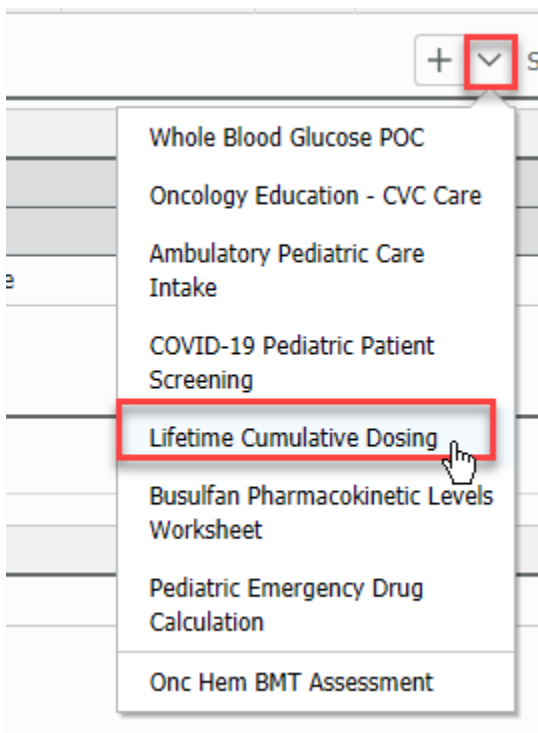 Whole Blood Glucose POC
Oncology Education - CVC Care
Ambulatory Pediatric Care
Intake
COVID-19 Pediatric Patient
Screening
Lifetime Cumulative Dosing
Busulfan Pharmacokinetic Levels
Worksheet
Pediatric Emergency Drug
Calculation
Onc Hem BMT Assessment